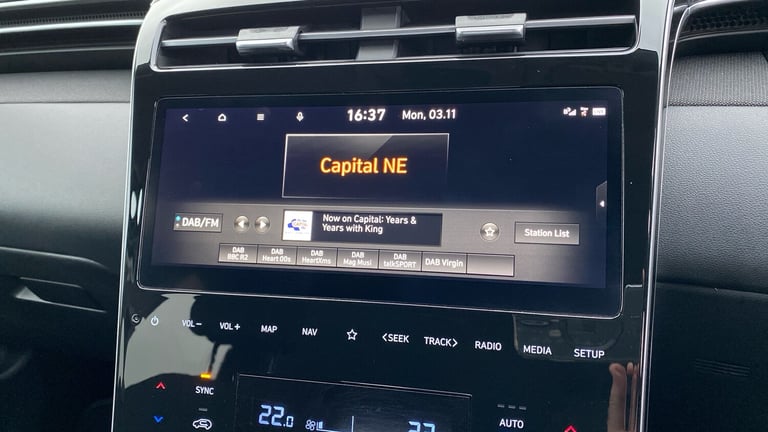 16:37 Mon, 03.11
Capital NE
DAB/FM
CAPITAL
Now on Capital: Years &
Years with King
Station List
DAB
BBC R2
DAB
Heart 00s
DAB
HeartXms
DAB
Mag Musi
DAB
talkSPORT
DAB Virgin
VOL−
VOL+
MAP
NAV
<SEEK
TRACK>
RADIO
MEDIA
SETUP
SYNC
22.0
AUTO